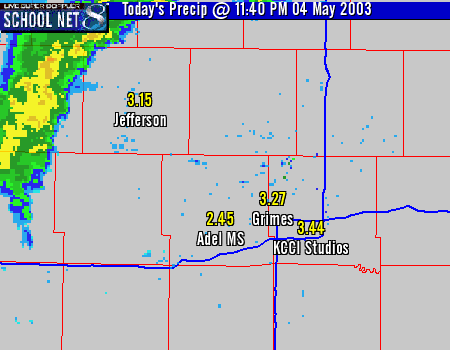 LIVE SUPER DOPPLER
SCHOOL NET 8
Today's Precip @ 11:40 PM 04 May 2003
3.15
Jefferson
3.27
Grimes
2.45
Adel MS
3.44
KCCI Studios